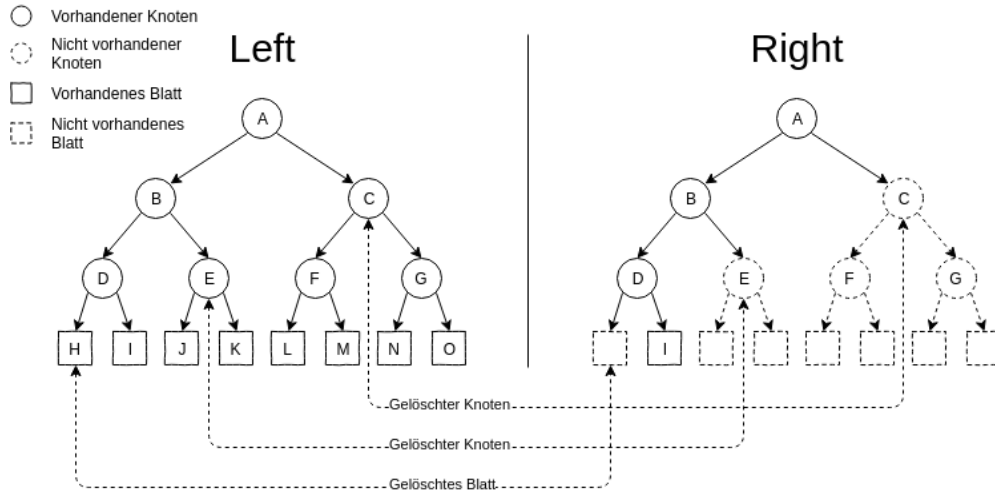 Vorhandener Knoten
Nicht vorhandener
Knoten
Vorhandenes Blatt
Nicht vorhandenes
Blatt
Left
Right
A
A
B
C
B
C
D
E
F
G
D
E
F
G
H
I
J
K
L
M
N
O
I
Gelöschter Knoten
Gelöschter Knoten
Gelöschtes Blatt